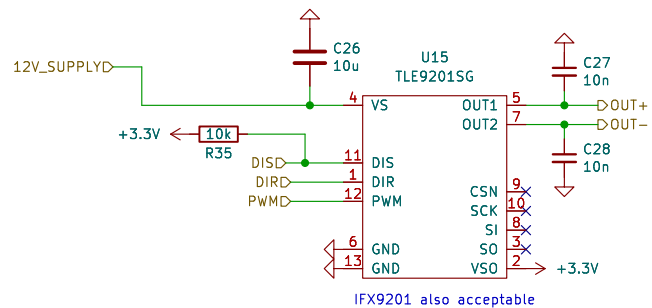 C26
10u
12V_SUPPLY
U15
TLE9201SG
C27
10n
4 VS OUT1 5 OUT+
7 OUT2 OUT-
+3.3V 10k
R35
C28
10n
DIS 11 DIS
DIR 1 DIR
PWM 12 PWM
CSN 9
SCK 10
SI 8
SO 3
6 GND
13 GND
VSO 2 +3.3V
IFX9201 also acceptable